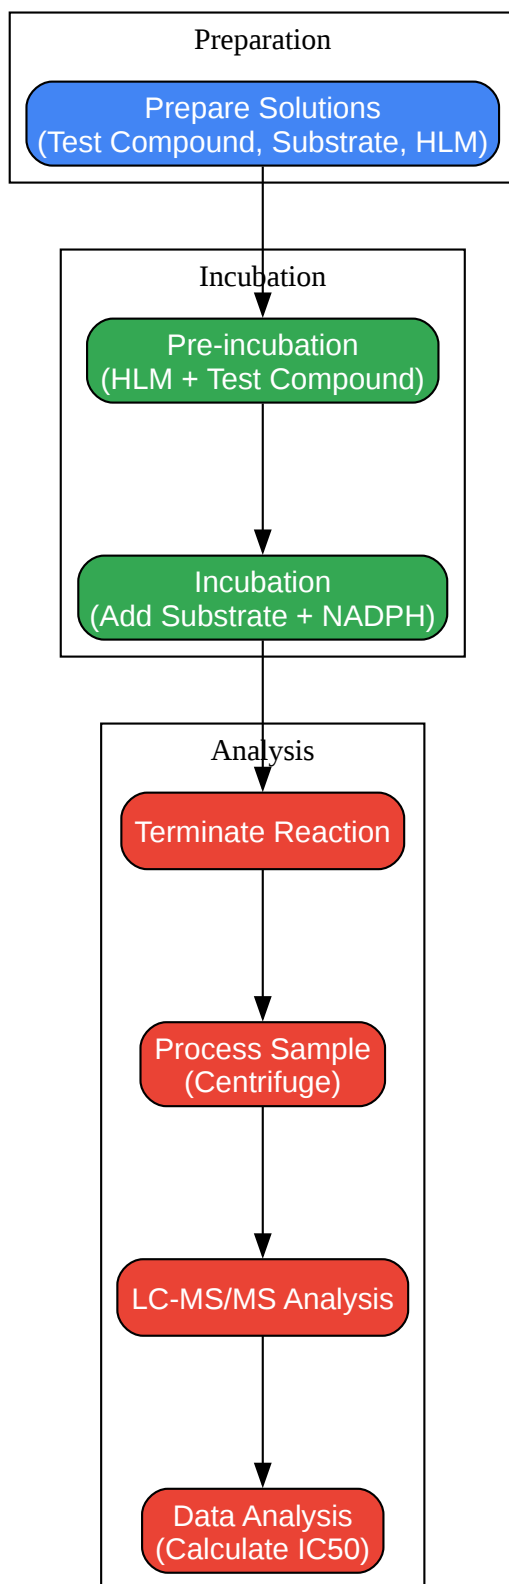 Preparation
Prepare Solutions
(Test Compound, Substrate, HLM)
Incubation
Pre-incubation
(HLM + Test Compound)
Incubation
(Add Substrate + NADPH)
Analysis
Terminate Reaction
Process Sample
(Centrifuge)
LC-MS/MS Analysis
Data Analysis
(Calculate IC50)